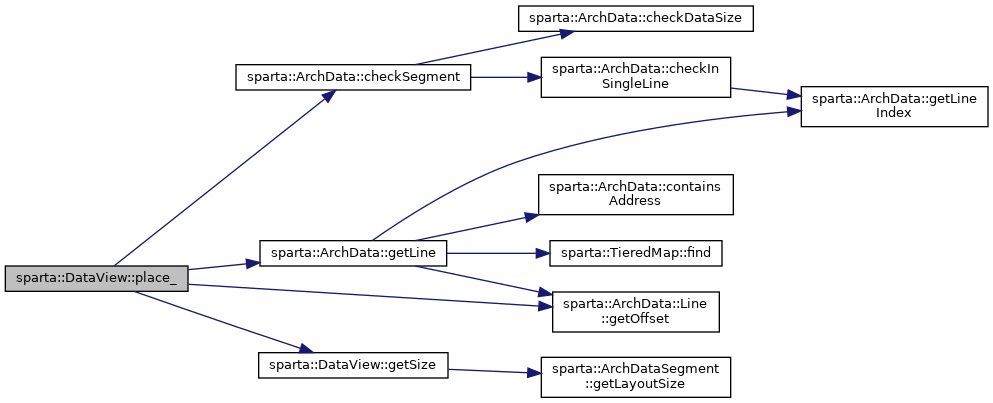 sparta::ArchData::checkDataSize
sparta::ArchData::checkSegment
sparta::ArchData::checkIn
SingleLine
sparta::ArchData::getLine
Index
sparta::ArchData::contains
Address
sparta::ArchData::getLine
sparta::TieredMap::find
sparta::DataView::place_
sparta::ArchData::Line
::getOffset
sparta::DataView::getSize
sparta::ArchDataSegment
::getLayoutSize